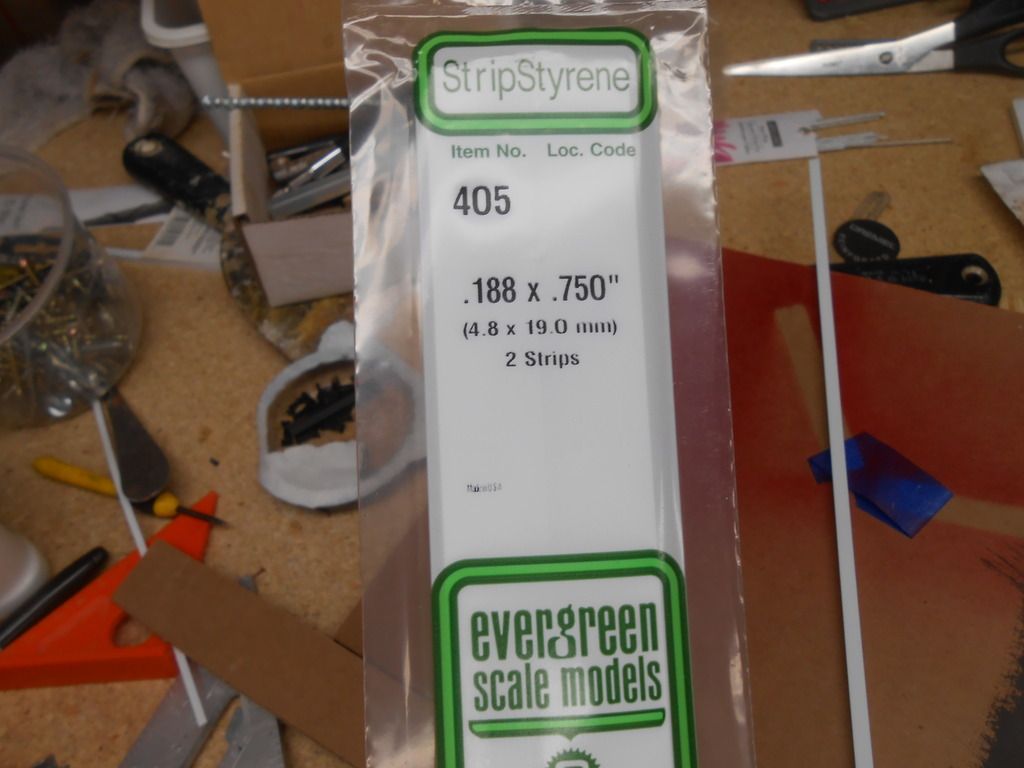 StripStyrene
Item No. Loc. Code
405
.188 x .750"
(4.8 x 19.0 mm)
2 Strips
evergreen
scale models